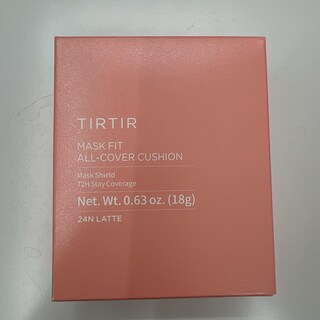 TIRTIR
MASK FIT
ALL-COVER CUSHION
Mask Shield
72H Stay Coverage
Net. Wt. 0.63 oz. (18g)
24N LATTE